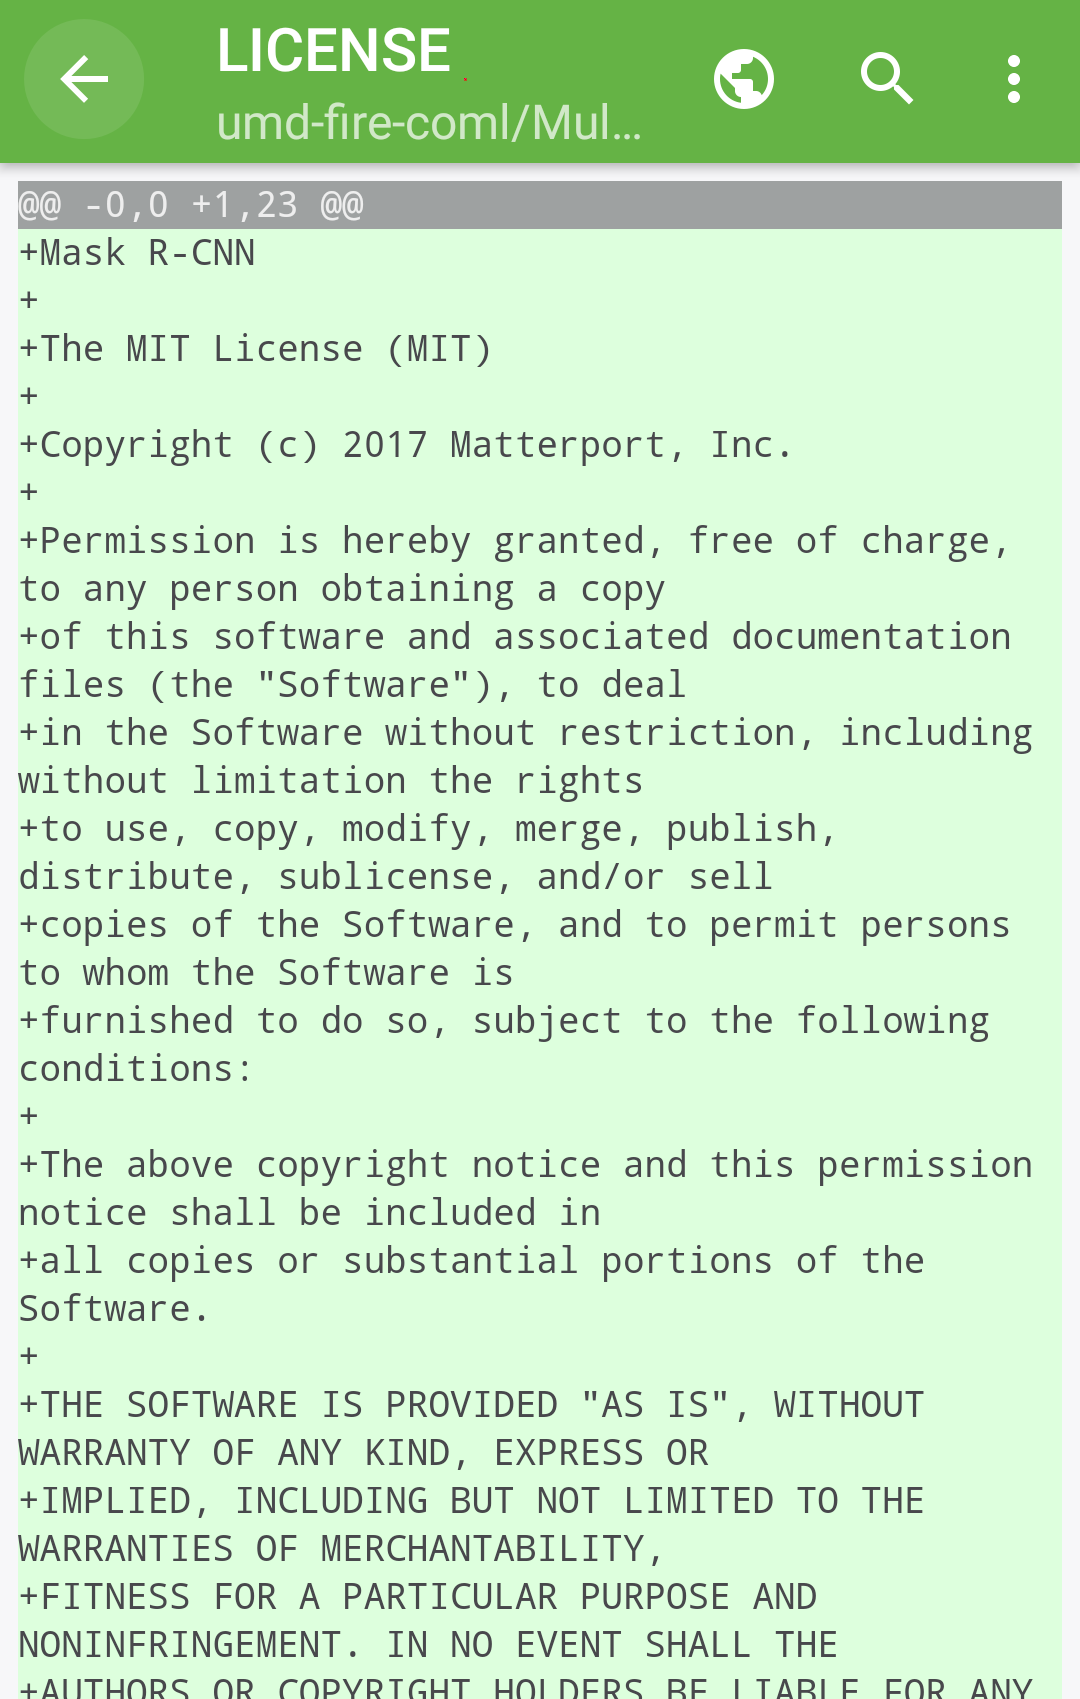 LICENSE
umd-fire-coml/Mul...
@@ -0,0 +1,23 @@
+Mask R-CNN
+
+The MIT License (MIT)
+
+Copyright (c) 2017 Matterport, Inc.
+
+Permission is hereby granted, free of charge,
to any person obtaining a copy
+of this software and associated documentation
files (the "Software"), to deal
+in the Software without restriction, including
without limitation the rights
+to use, copy, modify, merge, publish,
distribute, sublicense, and/or sell
+copies of the Software, and to permit persons
to whom the Software is
+furnished to do so, subject to the following
conditions:
+
+The above copyright notice and this permission
notice shall be included in
+all copies or substantial portions of the
Software.
+
+THE SOFTWARE IS PROVIDED "AS IS", WITHOUT
WARRANTY OF ANY KIND, EXPRESS OR
+IMPLIED, INCLUDING BUT NOT LIMITED TO THE
WARRANTIES OF MERCHANTABILITY,
+FITNESS FOR A PARTICULAR PURPOSE AND
NONINFRINGEMENT. IN NO EVENT SHALL THE
+AUTHORS OR COPYRIGHT HOLDERS BE LIABLE FOR ANY